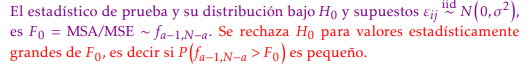 El estadístico de prueba y su distribución bajo H₀ y supuestos εᵢⱼ iid ~ N(0, σ²),
es F₀ = MSA/MSE ∼ fₐ₋₁,N₋ₐ. Se rechaza H₀ para valores estadísticamente
grandes de F₀, es decir si P(fₐ₋₁,N₋ₐ > F₀) es pequeño.